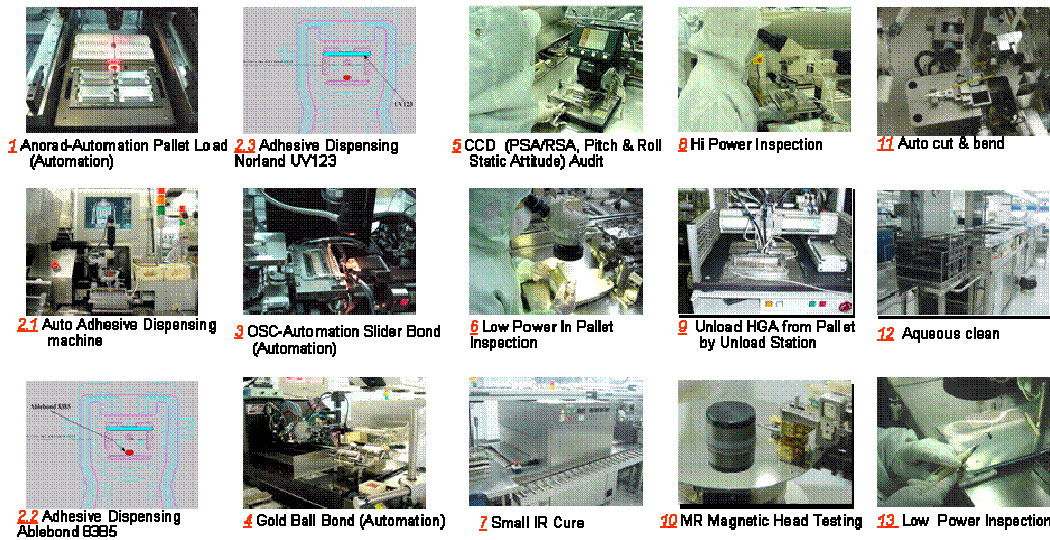 1 Anorad-Automation Pallet Load
(Automation)
2.1 Auto Adhesive Dispensing
machine
Ablebond 83B5
2.2 Adhesive Dispensing
Ablebond 83B5
UV 123
2.3 Adhesive Dispensing
Norland UV123
3 OSC-Automation Slider Bond
(Automation)
4 Gold Ball Bond (Automation)
5 CCD (PSA/RSA, Pitch & Roll
Static Attitude) Audit
6 Low Power In Pallet
Inspection
7 Small IR Cure
8 Hi Power Inspection
9 Unload HGA from Pallet
by Unload Station
10 MR Magnetic Head Testing
11 Auto cut & bend
12 Aqueous clean
13 Low Power Inspection